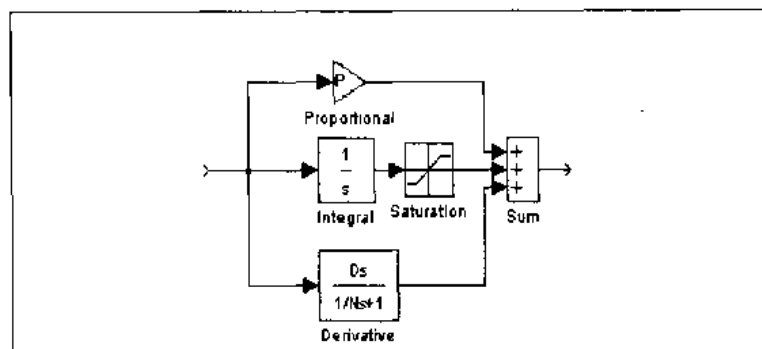 P
Proportional
1
s
Integral
Saturation
+
+
+
Sum
Ds
1/Ns+1
Derivative